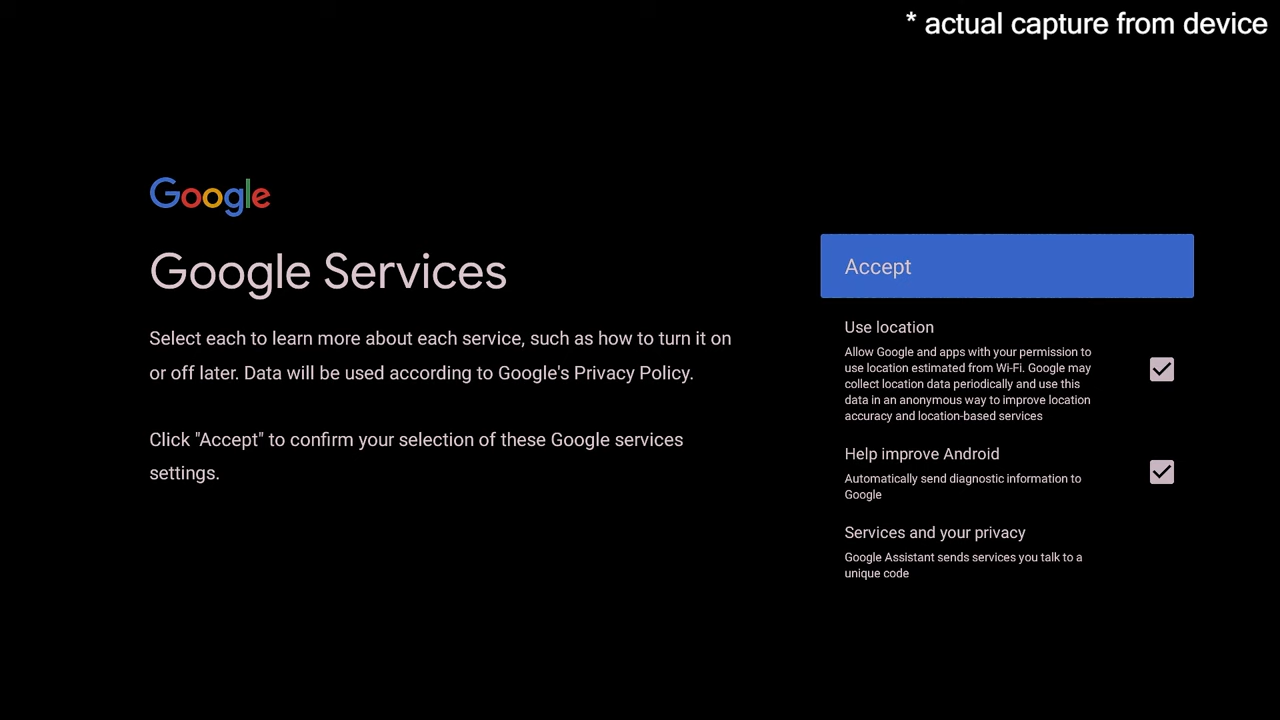 * actual capture from device
Google
Google Services
Select each to learn more about each service, such as how to turn it on
or off later. Data will be used according to Google's Privacy Policy.
Click "Accept" to confirm your selection of these Google services
settings.
Accept
Use location
Allow Google and apps with your permission to
use location estimated from Wi-Fi. Google may
collect location data periodically and use this
data in an anonymous way to improve location
accuracy and location-based services
Help improve Android
Automatically send diagnostic information to
Google
Services and your privacy
Google Assistant sends services you talk to a
unique code